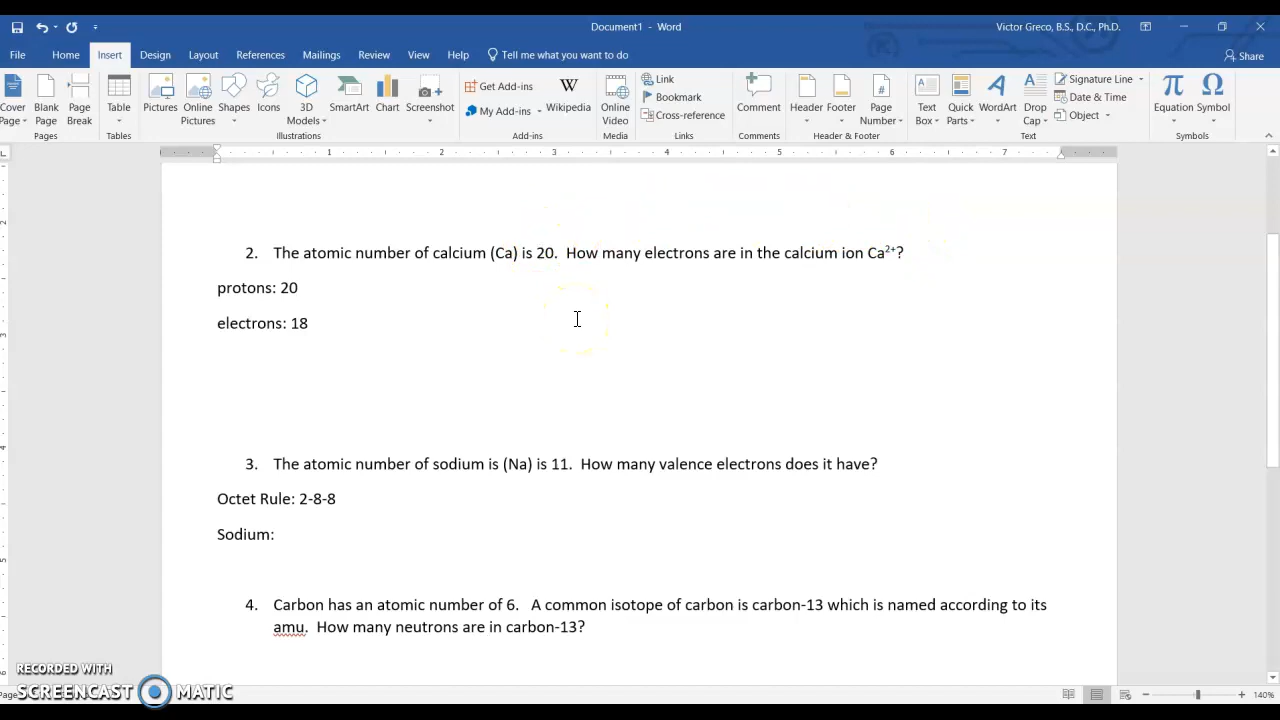 Document1 - Word
Victor Greco, B.S., D.C., Ph.D.
File Home Insert Design Layout References Mailings Review View Help Tell me what you want to do Share
Cover Page
Blank Page
Page Break
Table
Pictures
Online Pictures
Shapes
Icons
3D Models
SmartArt
Chart
Screenshot
Get Add-ins
My Add-ins
Wikipedia
Online Video
Link
Bookmark
Cross-reference
Comment
Header
Footer
Page Number
Text Box
Quick Parts
WordArt
Drop Cap
Signature Line
Date & Time
Object
Equation
Symbol
Pages Tables Illustrations Add-ins Media Links Comments Header & Footer Text Symbols
1 2 3 4 5 6 7
2. The atomic number of calcium (Ca) is 20. How many electrons are in the calcium ion Ca²⁺?
protons: 20
electrons: 18
3. The atomic number of sodium is (Na) is 11. How many valence electrons does it have?
Octet Rule: 2-8-8
Sodium:
4. Carbon has an atomic number of 6. A common isotope of carbon is carbon-13 which is named according to its
amu. How many neutrons are in carbon-13?
RECORDED WITH
SCREENCAST MATIC
140%